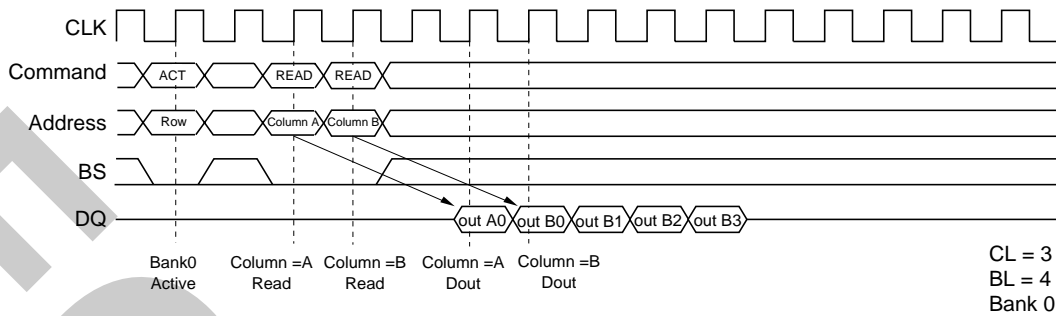 CLK
Command ACT READ READ
Address Row Column A Column B
BS
DQ out A0 out B0 out B1 out B2 out B3
Bank0 Column =A Column =B Column =A Column =B
Active Read Read Dout Dout
CL = 3
BL = 4
Bank 0